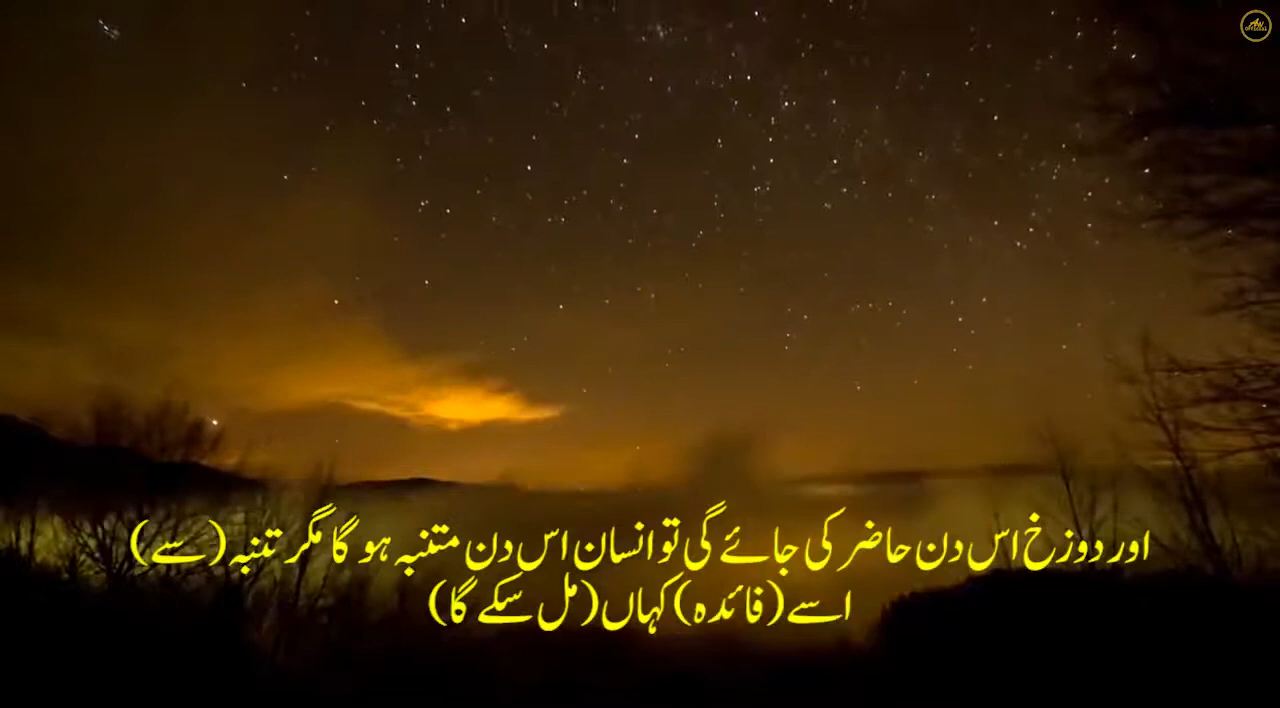 اور دوزخ اس دن حاضر کی جائے گی تو انسان اس دن متنبہ ہو گا مگر تنبہ (سے)
اسے (فائدہ) کہاں (مل سکے گا)